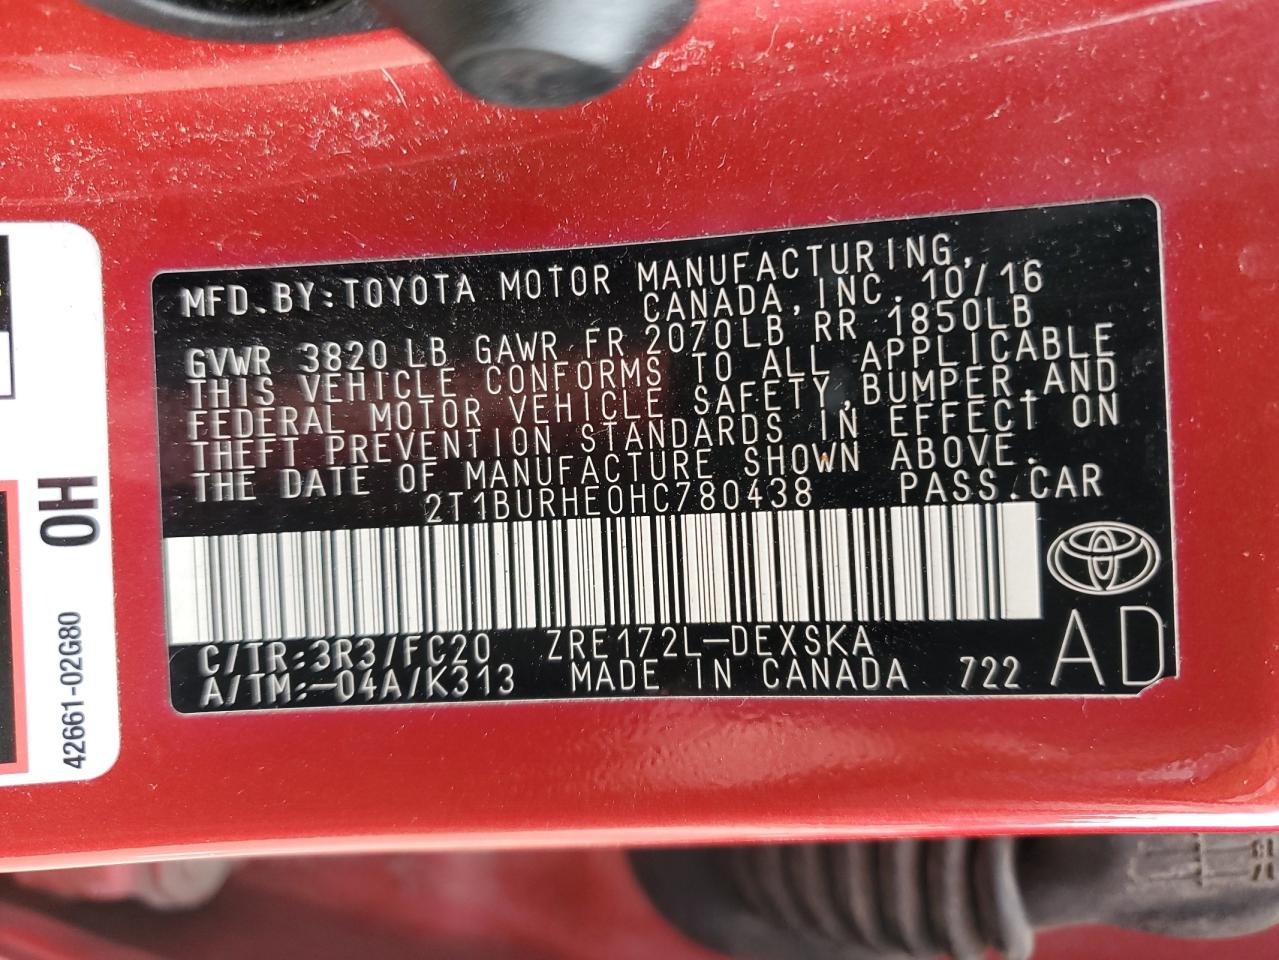 MFD.BY:TOYOTA MOTOR MANUFACTURING,
CANADA,INC. 10/16
GVWR 3820 LB GAWR FR 2070LB RR 1850LB
THIS VEHICLE CONFORMS TO ALL APPLICABLE
FEDERAL MOTOR VEHICLE SAFETY,BUMPER,AND
THEFT PREVENTION STANDARDS IN EFFECT ON
THE DATE OF MANUFACTURE SHOWN ABOVE.
2T1BURHE0HC780438 PASS.CAR
C/TR:3R3/FC20 ZRE172L-DEXSKA
A/TM:-04A/K313 MADE IN CANADA 722 AD
42661-02G80 0H